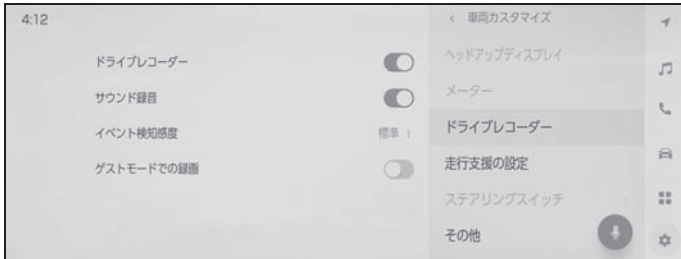 4:12
ドライブレコーダー
サウンド録音
イベント検知感度 標準
ゲストモードでの録画
< 車両カスタマイズ
ヘッドアップディスプレイ
メーター
ドライブレコーダー
走行支援の設定
ステアリングスイッチ
その他